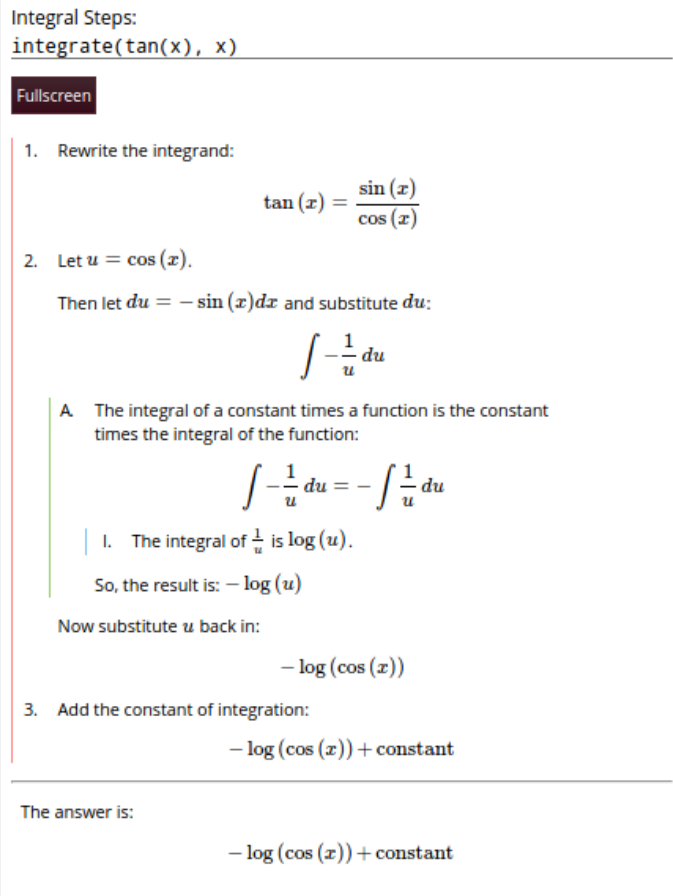 Integral Steps:
integrate(tan(x), x)
Fullscreen
1. Rewrite the integrand:
tan (x) = sin (x) / cos (x)
2. Let u = cos (x).
Then let du = − sin (x)dx and substitute du:
∫ −1/u du
A. The integral of a constant times a function is the constant
times the integral of the function:
∫ −1/u du = − ∫ 1/u du
I. The integral of 1/u is log (u).
So, the result is: − log (u)
Now substitute u back in:
− log (cos (x))
3. Add the constant of integration:
− log (cos (x)) + constant
The answer is:
− log (cos (x)) + constant